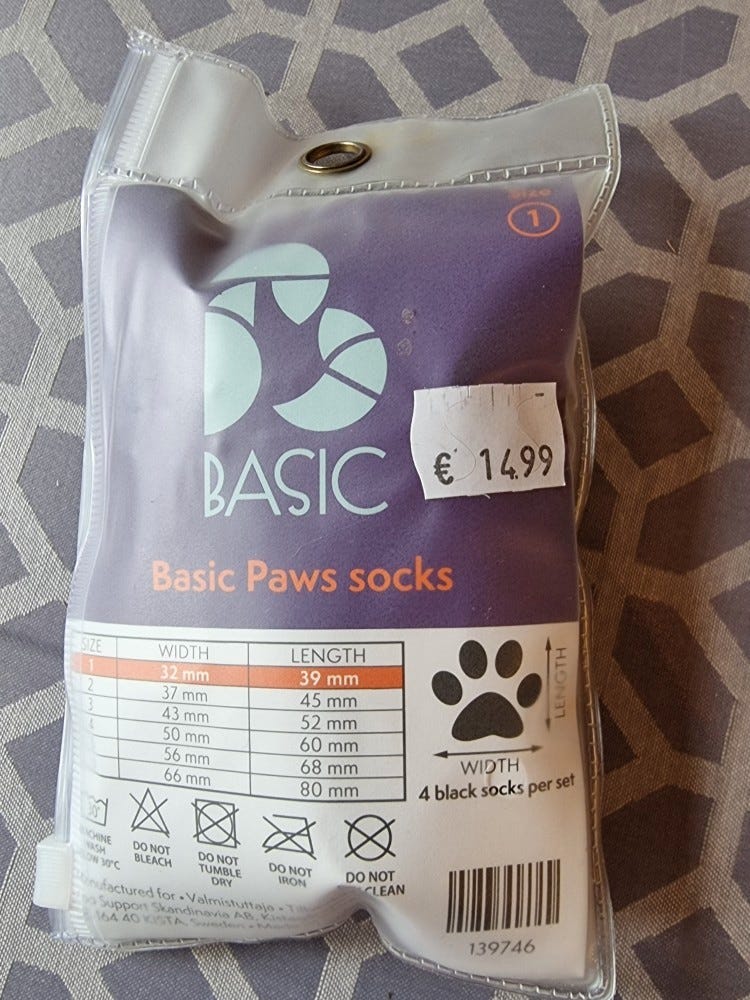 SIZE
1
BASIC
€ 14.99
Basic Paws socks
SIZE WIDTH LENGTH
1 32 mm 39 mm
2 37 mm 45 mm
3 43 mm 52 mm
4 50 mm 60 mm
56 mm 68 mm
66 mm 80 mm
LENGTH
WIDTH
4 black socks per set
30°
DO NOT
BLEACH
DO NOT
TUMBLE
DRY
DO NOT
IRON
DO NOT
CLEAN
for • Valmistuttaja •
Support Skandinavia AB,
164 40 KISTA, Sweden •
139746